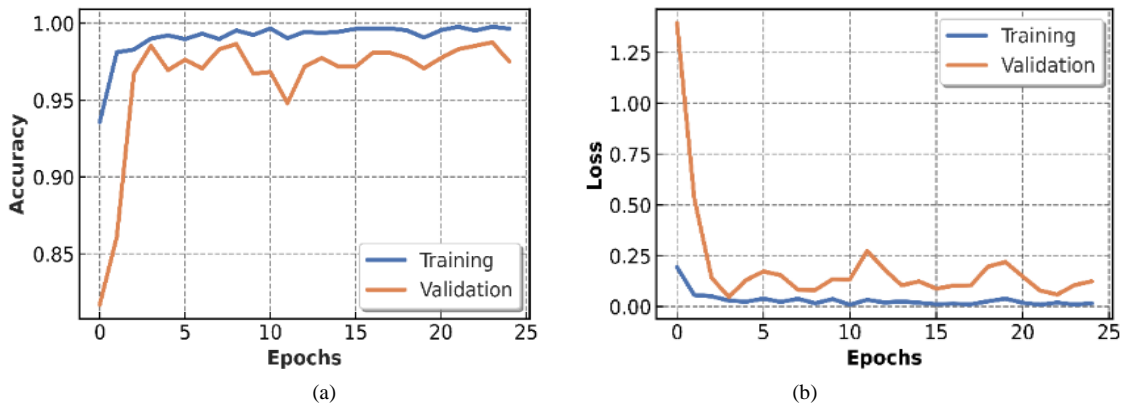 1.00
0.95
0.90
0.85
Accuracy
0 5 10 15 20 25
Epochs
Training
Validation
(a)
1.25
1.00
0.75
0.50
0.25
0.00
Loss
0 5 10 15 20 25
Epochs
Training
Validation
(b)